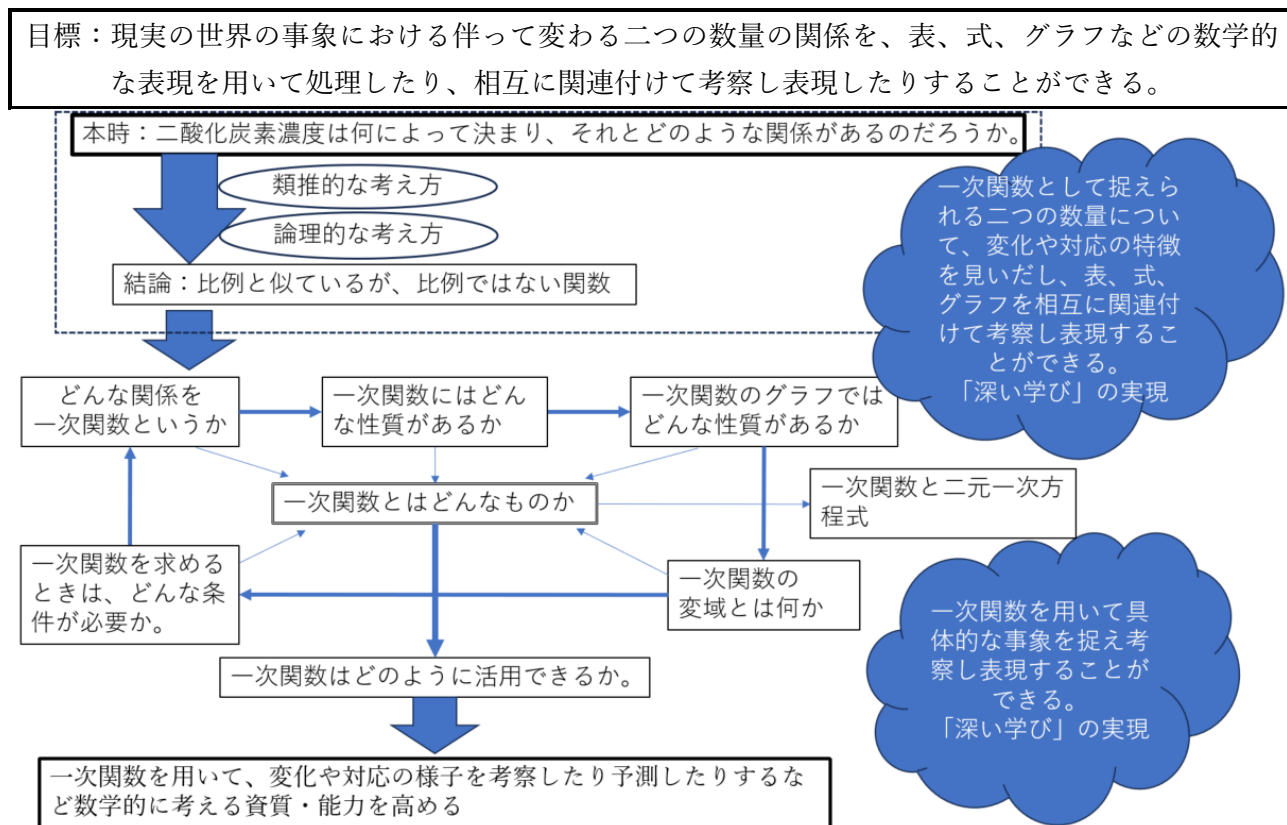 目標：現実の世界の事象における伴って変わる二つの数量の関係を、表、式、グラフなどの数学的
な表現を用いて処理したり、相互に関連付けて考察し表現したりすることができる。
本時：二酸化炭素濃度は何によって決まり、それとどのような関係があるのだろうか。
類推的な考え方
論理的な考え方
結論：比例と似ているが、比例ではない関数
一次関数として捉えら
れる二つの数量につい
て、変化や対応の特徴
を見いだし、表、式、
グラフを相互に関連付
けて考察し表現するこ
とができる。
「深い学び」の実現
どんな関係を
一次関数というか
一次関数にはどん
な性質があるか
一次関数のグラフでは
どんな性質があるか
一次関数とはどんなものか
一次関数と二元一次方
程式
一次関数を求める
ときは、どんな条
件が必要か。
一次関数の
変域とは何か
一次関数を用いて具
体的な事象を捉え考
察し表現することが
できる。
「深い学び」の実現
一次関数はどのように活用できるか。
一次関数を用いて、変化や対応の様子を考察したり予測したりするな
ど数学的に考える資質・能力を高める